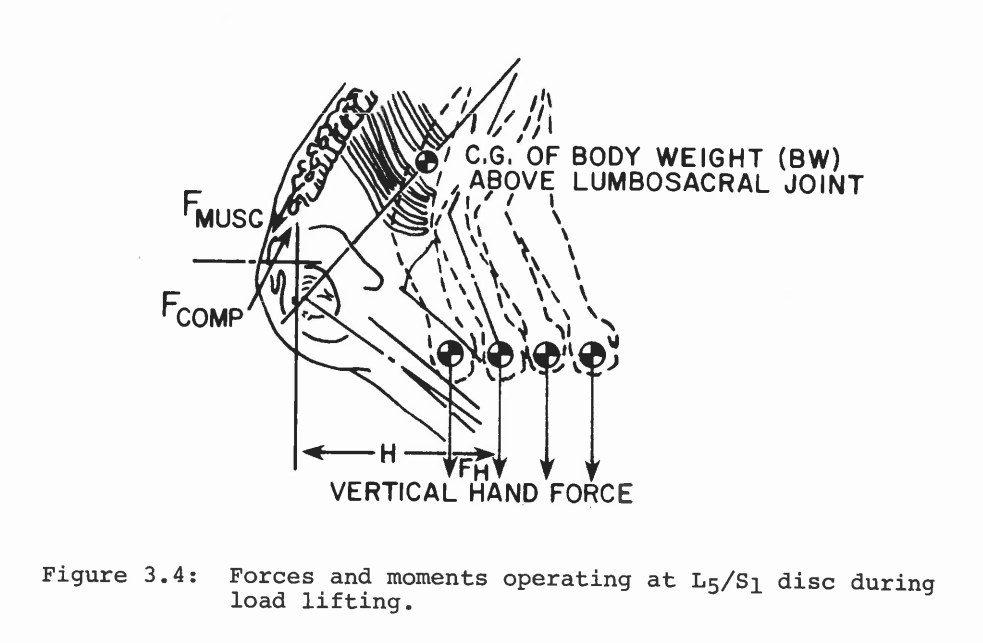 C.G. OF BODY WEIGHT (BW)
ABOVE LUMBOSACRAL JOINT
FMUSC
FCOMP
H
FH
VERTICAL HAND FORCE
Figure 3.4: Forces and moments operating at L5/S1 disc during
load lifting.